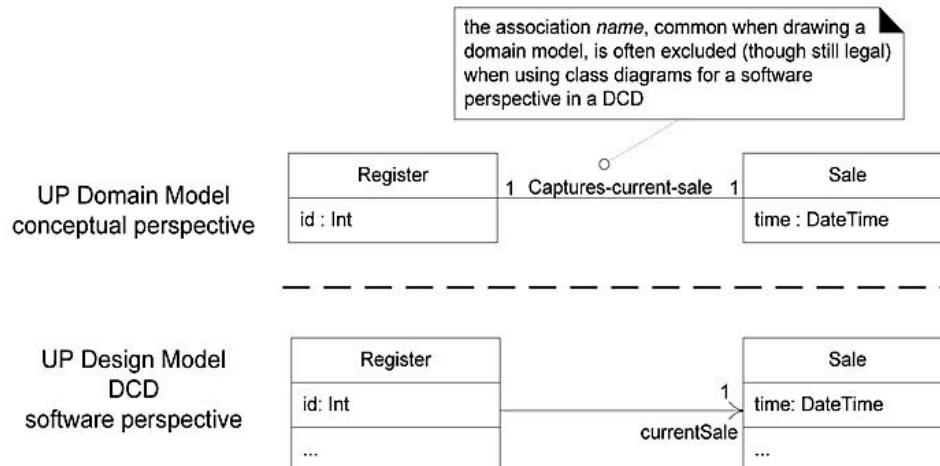 the association name, common when drawing a
domain model, is often excluded (though still legal)
when using class diagrams for a software
perspective in a DCD
UP Domain Model
conceptual perspective
Register
id : Int
1 Captures-current-sale 1
Sale
time : DateTime
UP Design Model
DCD
software perspective
Register
id: Int
...
1
currentSale
Sale
time: DateTime
...